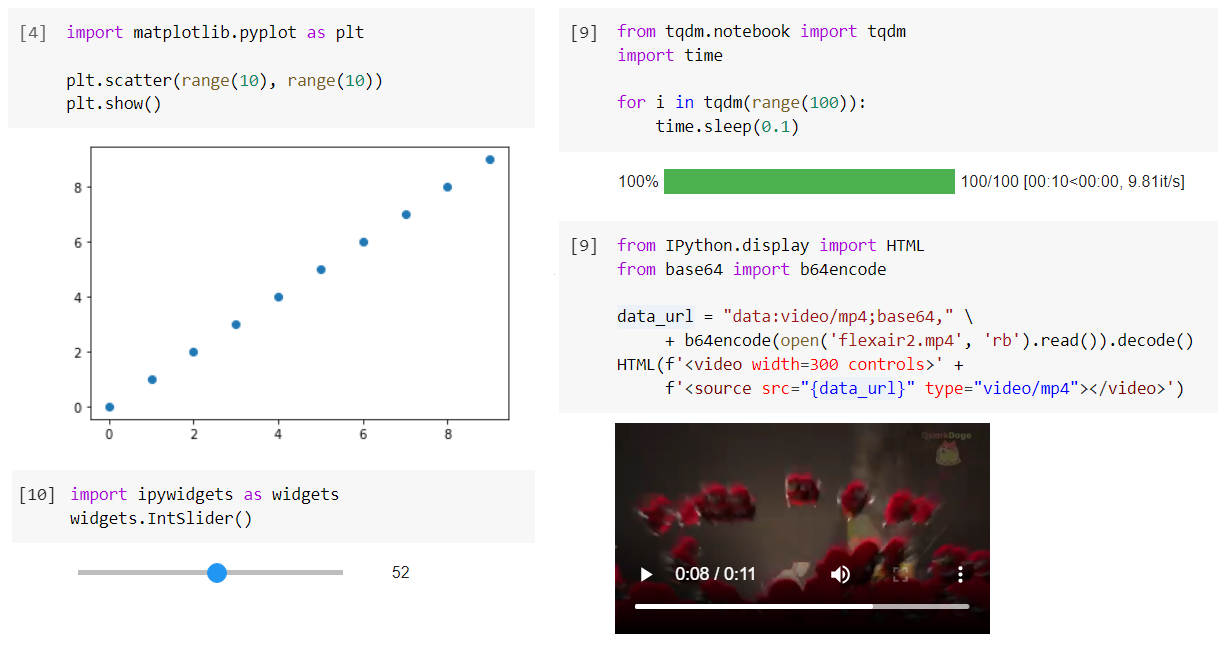 [4] import matplotlib.pyplot as plt
plt.scatter(range(10), range(10))
plt.show()
8
6
4
2
0
0 2 4 6 8
[10] import ipywidgets as widgets
widgets.IntSlider()
52
[9] from tqdm.notebook import tqdm
import time
for i in tqdm(range(100)):
    time.sleep(0.1)
100% 100/100 [00:10<00:00, 9.81it/s]
[9] from IPython.display import HTML
from base64 import b64encode
data_url = "data:video/mp4;base64," \
     + b64encode(open('flexair2.mp4', 'rb').read()).decode()
HTML(f'<video width=300 controls>' +
     f'<source src="{data_url}" type="video/mp4"></video>')
QuarkDoge
0:08 / 0:11